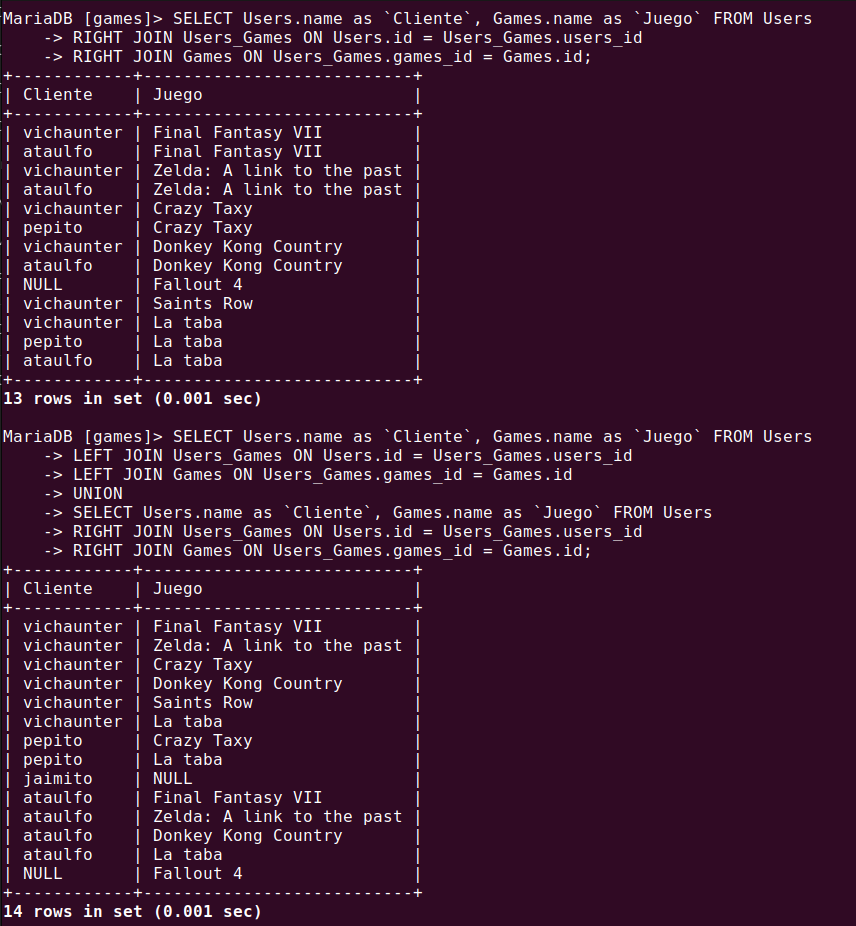 MariaDB [games]> SELECT Users.name as `Cliente`, Games.name as `Juego` FROM Users
    -> RIGHT JOIN Users_Games ON Users.id = Users_Games.users_id
    -> RIGHT JOIN Games ON Users_Games.games_id = Games.id;
+------------+---------------------------+
| Cliente    | Juego                     |
+------------+---------------------------+
| vichaunter | Final Fantasy VII         |
| ataulfo    | Final Fantasy VII         |
| vichaunter | Zelda: A link to the past |
| ataulfo    | Zelda: A link to the past |
| vichaunter | Crazy Taxy                |
| pepito     | Crazy Taxy                |
| vichaunter | Donkey Kong Country       |
| ataulfo    | Donkey Kong Country       |
| NULL       | Fallout 4                 |
| vichaunter | Saints Row                |
| vichaunter | La taba                   |
| pepito     | La taba                   |
| ataulfo    | La taba                   |
+------------+---------------------------+
13 rows in set (0.001 sec)

MariaDB [games]> SELECT Users.name as `Cliente`, Games.name as `Juego` FROM Users
    -> LEFT JOIN Users_Games ON Users.id = Users_Games.users_id
    -> LEFT JOIN Games ON Users_Games.games_id = Games.id
    -> UNION
    -> SELECT Users.name as `Cliente`, Games.name as `Juego` FROM Users
    -> RIGHT JOIN Users_Games ON Users.id = Users_Games.users_id
    -> RIGHT JOIN Games ON Users_Games.games_id = Games.id;
+------------+---------------------------+
| Cliente    | Juego                     |
+------------+---------------------------+
| vichaunter | Final Fantasy VII         |
| vichaunter | Zelda: A link to the past |
| vichaunter | Crazy Taxy                |
| vichaunter | Donkey Kong Country       |
| vichaunter | Saints Row                |
| vichaunter | La taba                   |
| pepito     | Crazy Taxy                |
| pepito     | La taba                   |
| jaimito    | NULL                      |
| ataulfo    | Final Fantasy VII         |
| ataulfo    | Zelda: A link to the past |
| ataulfo    | Donkey Kong Country       |
| ataulfo    | La taba                   |
| NULL       | Fallout 4                 |
+------------+---------------------------+
14 rows in set (0.001 sec)